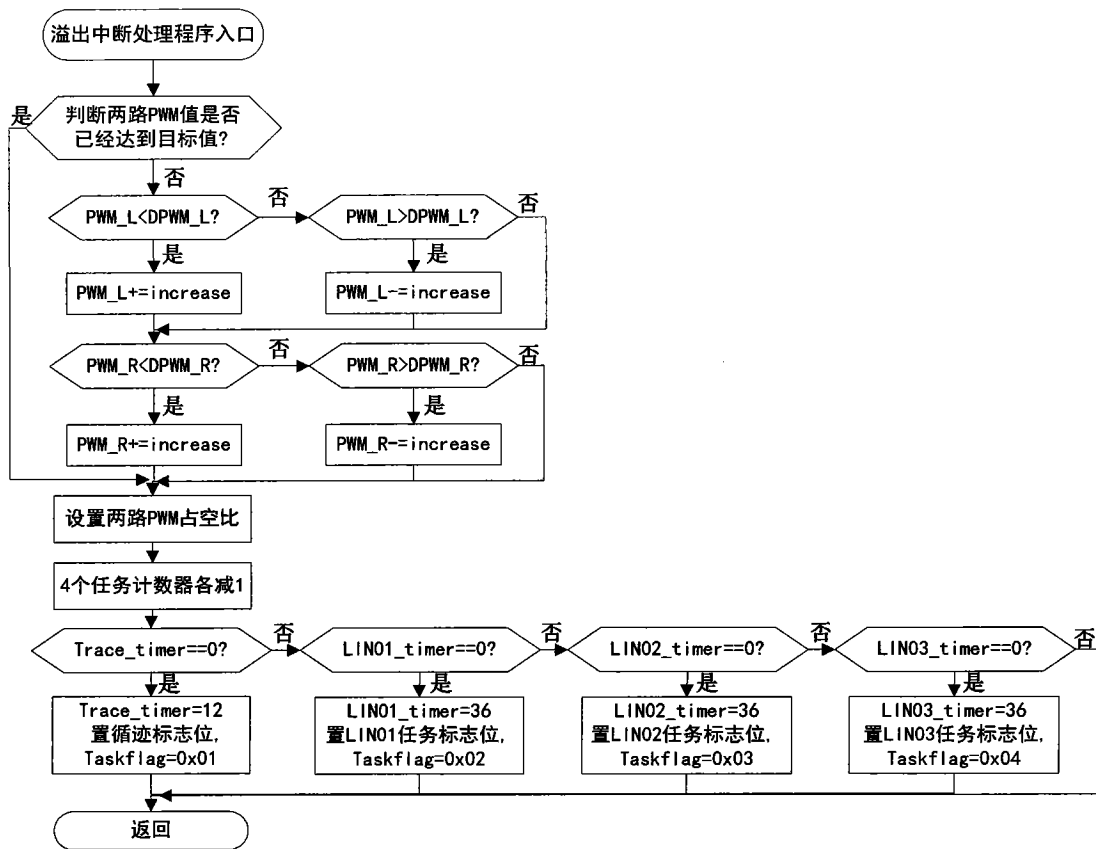 溢出中断处理程序入口
是
判断两路PWM值是否
已经达到目标值?
否
PWM_L<DPWM_L?
否
PWM_L>DPWM_L?
否
是
是
PWM_L+=increase
PWM_L-=increase
PWM_R<DPWM_R?
否
PWM_R>DPWM_R?
否
是
是
PWM_R+=increase
PWM_R-=increase
设置两路PWM占空比
4个任务计数器各减1
Trace_timer==0?
否
LIN01_timer==0?
否
LIN02_timer==0?
否
LIN03_timer==0?
否
是
是
是
是
Trace_timer=12
置循迹标志位,
Taskflag=0x01
LIN01_timer=36
置LIN01任务标志位,
Taskflag=0x02
LIN02_timer=36
置LIN02任务标志位,
Taskflag=0x03
LIN03_timer=36
置LIN03任务标志位,
Taskflag=0x04
返回